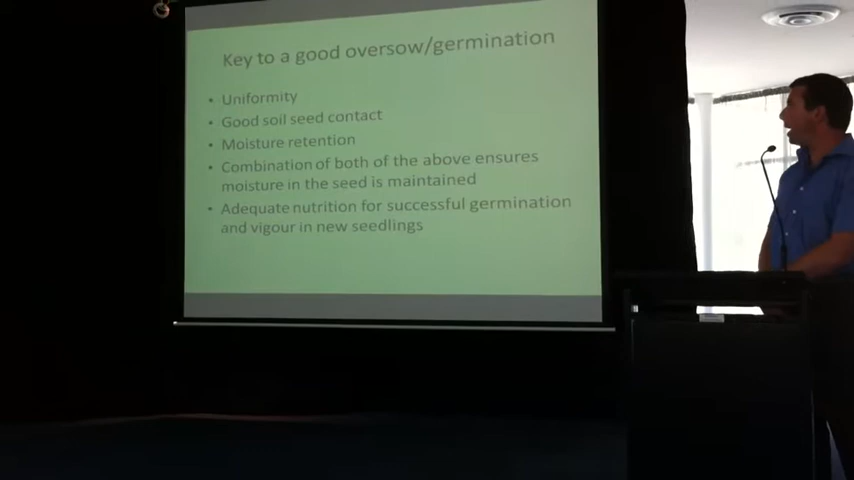 Key to a good oversow/germination
• Uniformity
• Good soil seed contact
• Moisture retention
• Combination of both of the above ensures
moisture in the seed is maintained
• Adequate nutrition for successful germination
and vigour in new seedlings